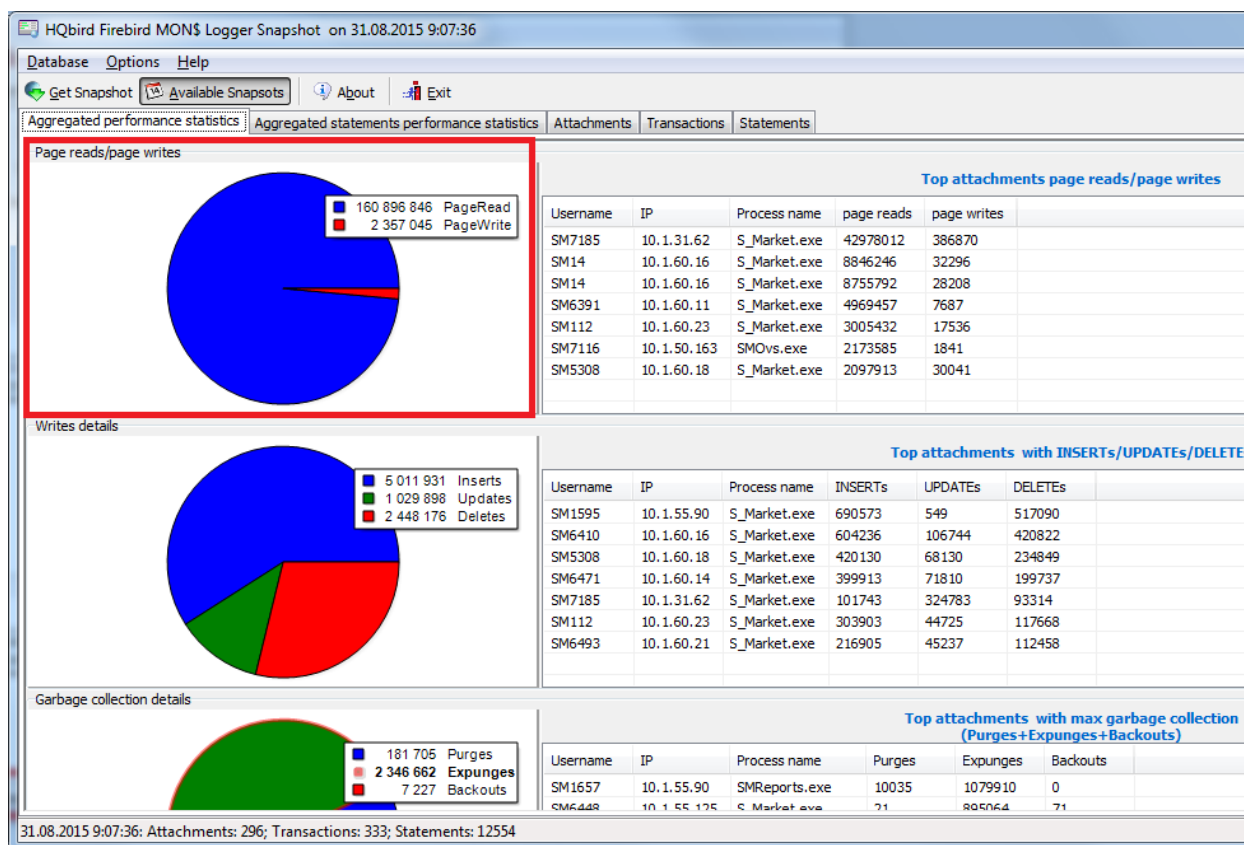 HQbird Firebird MON$ Logger Snapshot on 31.08.2015 9:07:36
Database Options Help
Get Snapshot Available Snapsots About Exit
Aggregated performance statistics Aggregated statements performance statistics Attachments Transactions Statements
Page reads/page writes
160 896 846 PageRead
2 357 045 PageWrite
Top attachments page reads/page writes
Username IP Process name page reads page writes
SM7185 10.1.31.62 S_Market.exe 42978012 386870
SM14 10.1.60.16 S_Market.exe 8846246 32296
SM14 10.1.60.16 S_Market.exe 8755792 28208
SM6391 10.1.60.11 S_Market.exe 4969457 7687
SM112 10.1.60.23 S_Market.exe 3005432 17536
SM7116 10.1.50.163 SMOvs.exe 2173585 1841
SM5308 10.1.60.18 S_Market.exe 2097913 30041
Writes details
5 011 931 Inserts
1 029 898 Updates
2 448 176 Deletes
Top attachments with INSERTs/UPDATEs/DELETE
Username IP Process name INSERTs UPDATEs DELETEs
SM1595 10.1.55.90 S_Market.exe 690573 549 517090
SM6410 10.1.60.16 S_Market.exe 604236 106744 420822
SM5308 10.1.60.18 S_Market.exe 420130 68130 234849
SM6471 10.1.60.14 S_Market.exe 399913 71810 199737
SM7185 10.1.31.62 S_Market.exe 101743 324783 93314
SM112 10.1.60.23 S_Market.exe 303903 44725 117668
SM6493 10.1.60.21 S_Market.exe 216905 45237 112458
Garbage collection details
181 705 Purges
2 346 662 Expunges
7 227 Backouts
Top attachments with max garbage collection
(Purges+Expunges+Backouts)
Username IP Process name Purges Expunges Backouts
SM1657 10.1.55.90 SMReports.exe 10035 1079910 0
SM6448 10.1.55.125 S_Market.exe 21 895064 71
31.08.2015 9:07:36: Attachments: 296; Transactions: 333; Statements: 12554